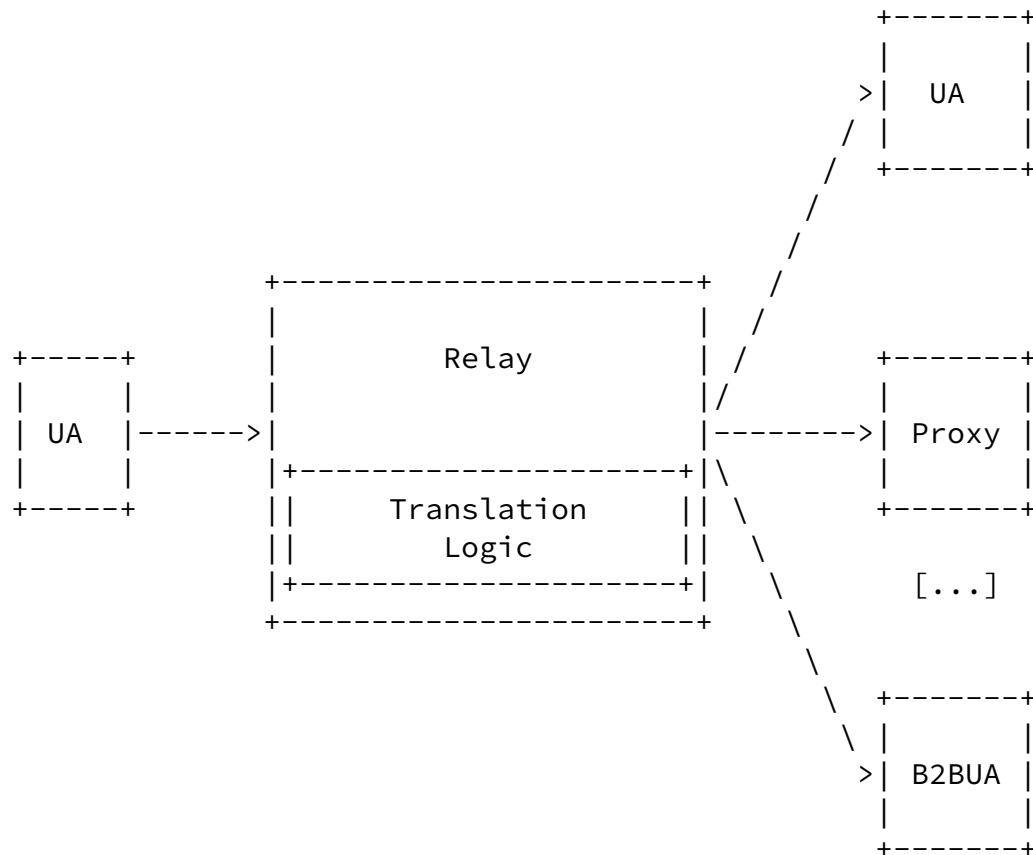 UA
Relay
UA
Proxy
Translation
Logic
[...]
B2BUA